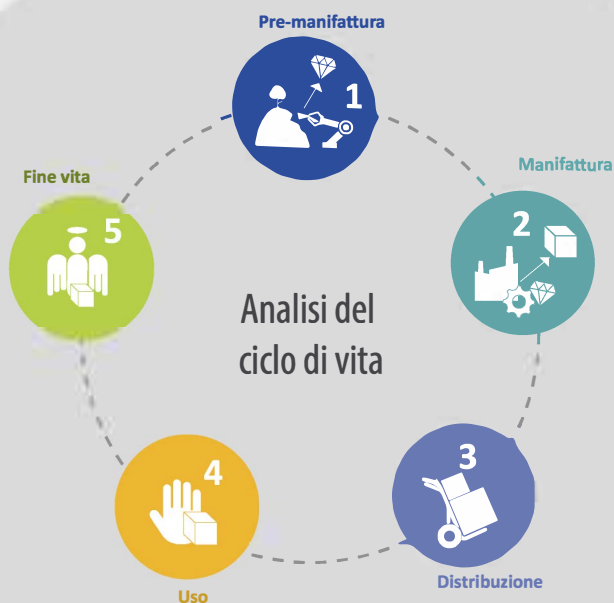 Pre-manifattura
1
Manifattura
2
Fine vita
5
Analisi del
ciclo di vita
3
Distribuzione
4
Uso